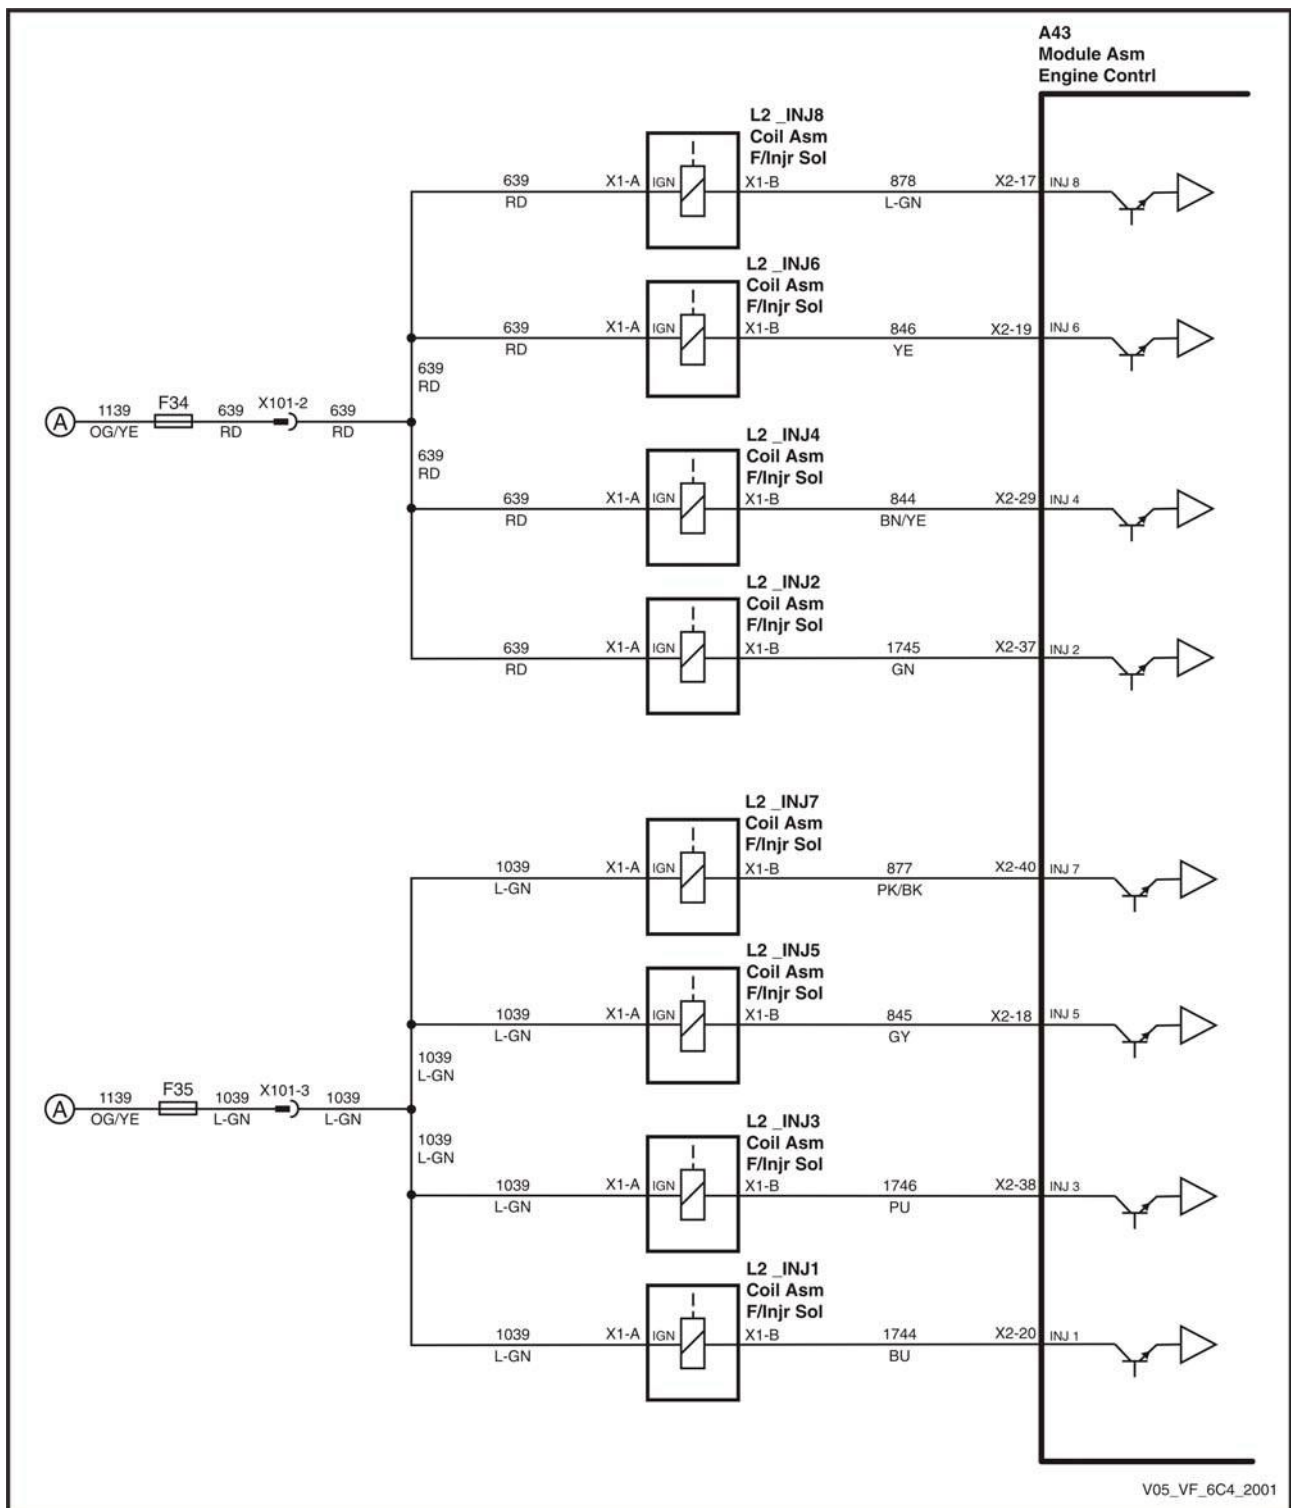 A43
Module Asm
Engine Contrl
L2 _INJ8
Coil Asm
F/Injr Sol
639
RD
X1-A
IGN
X1-B
878
L-GN
X2-17
INJ 8
L2 _INJ6
Coil Asm
F/Injr Sol
639
RD
X1-A
IGN
X1-B
846
YE
X2-19
INJ 6
639
RD
A
1139
OG/YE
F34
639
RD
X101-2
639
RD
639
RD
L2 _INJ4
Coil Asm
F/Injr Sol
639
RD
X1-A
IGN
X1-B
844
BN/YE
X2-29
INJ 4
L2 _INJ2
Coil Asm
F/Injr Sol
639
RD
X1-A
IGN
X1-B
1745
GN
X2-37
INJ 2
L2 _INJ7
Coil Asm
F/Injr Sol
1039
L-GN
X1-A
IGN
X1-B
877
PK/BK
X2-40
INJ 7
L2 _INJ5
Coil Asm
F/Injr Sol
1039
L-GN
X1-A
IGN
X1-B
845
GY
X2-18
INJ 5
1039
L-GN
A
1139
OG/YE
F35
1039
L-GN
X101-3
1039
L-GN
1039
L-GN
L2 _INJ3
Coil Asm
F/Injr Sol
1039
L-GN
X1-A
IGN
X1-B
1746
PU
X2-38
INJ 3
L2 _INJ1
Coil Asm
F/Injr Sol
1039
L-GN
X1-A
IGN
X1-B
1744
BU
X2-20
INJ 1
V05_VF_6C4_2001